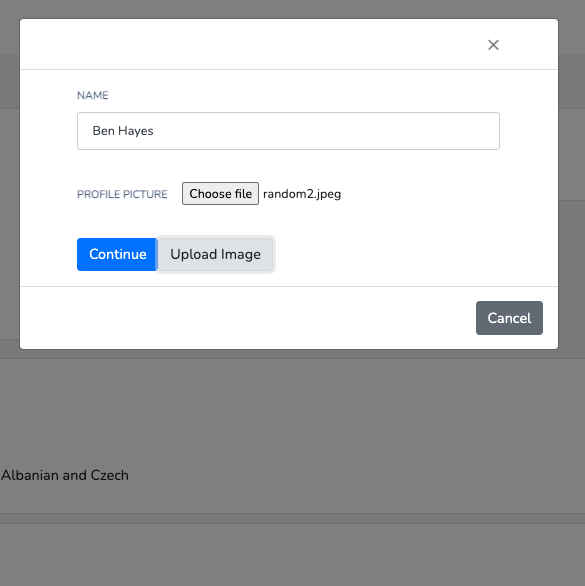 ×
NAME
Ben Hayes
PROFILE PICTURE Choose file random2.jpeg
Continue Upload Image
Cancel
Albanian and Czech